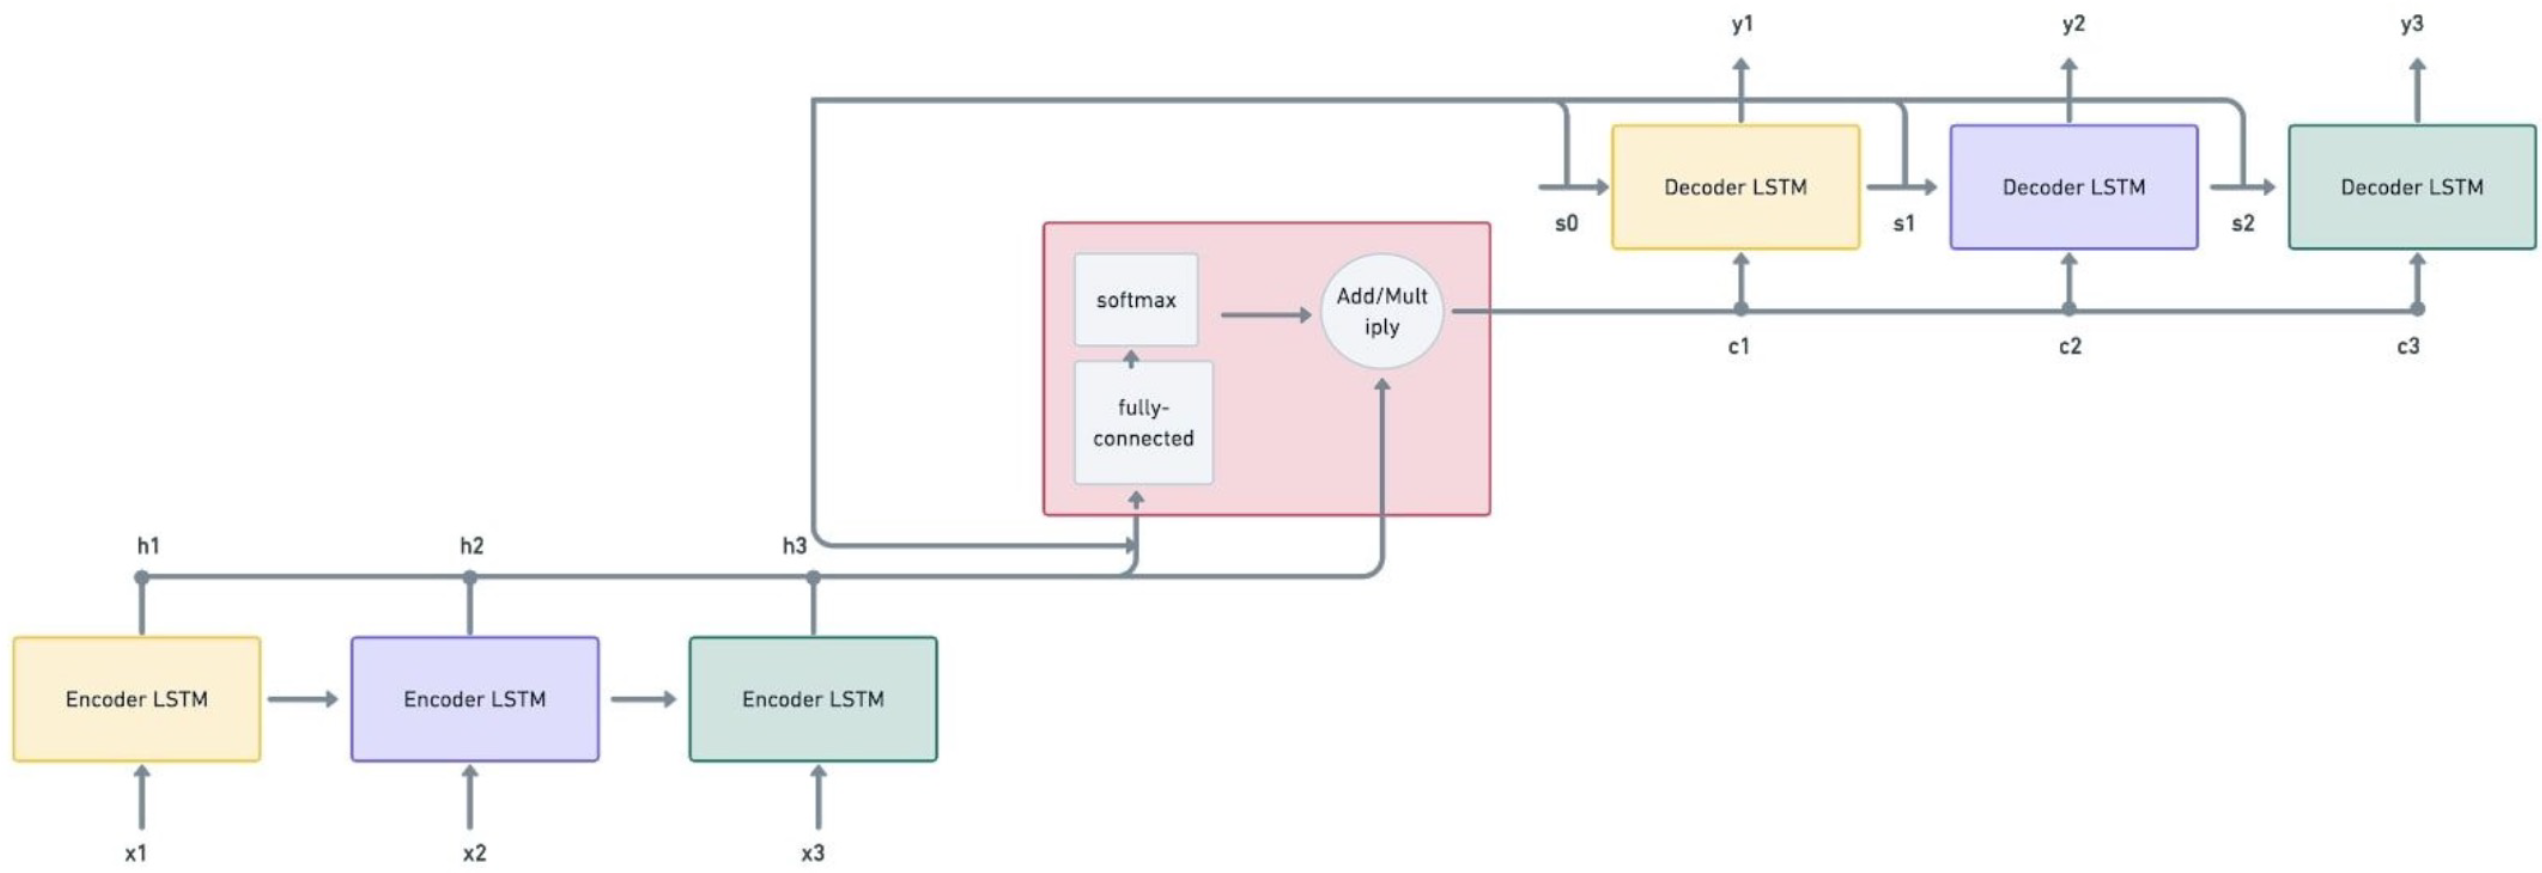 y1
y2
y3
Decoder LSTM
Decoder LSTM
Decoder LSTM
s0
s1
s2
softmax
Add/Mult
iply
c1
c2
c3
fully-
connected
h1
h2
h3
Encoder LSTM
Encoder LSTM
Encoder LSTM
x1
x2
x3